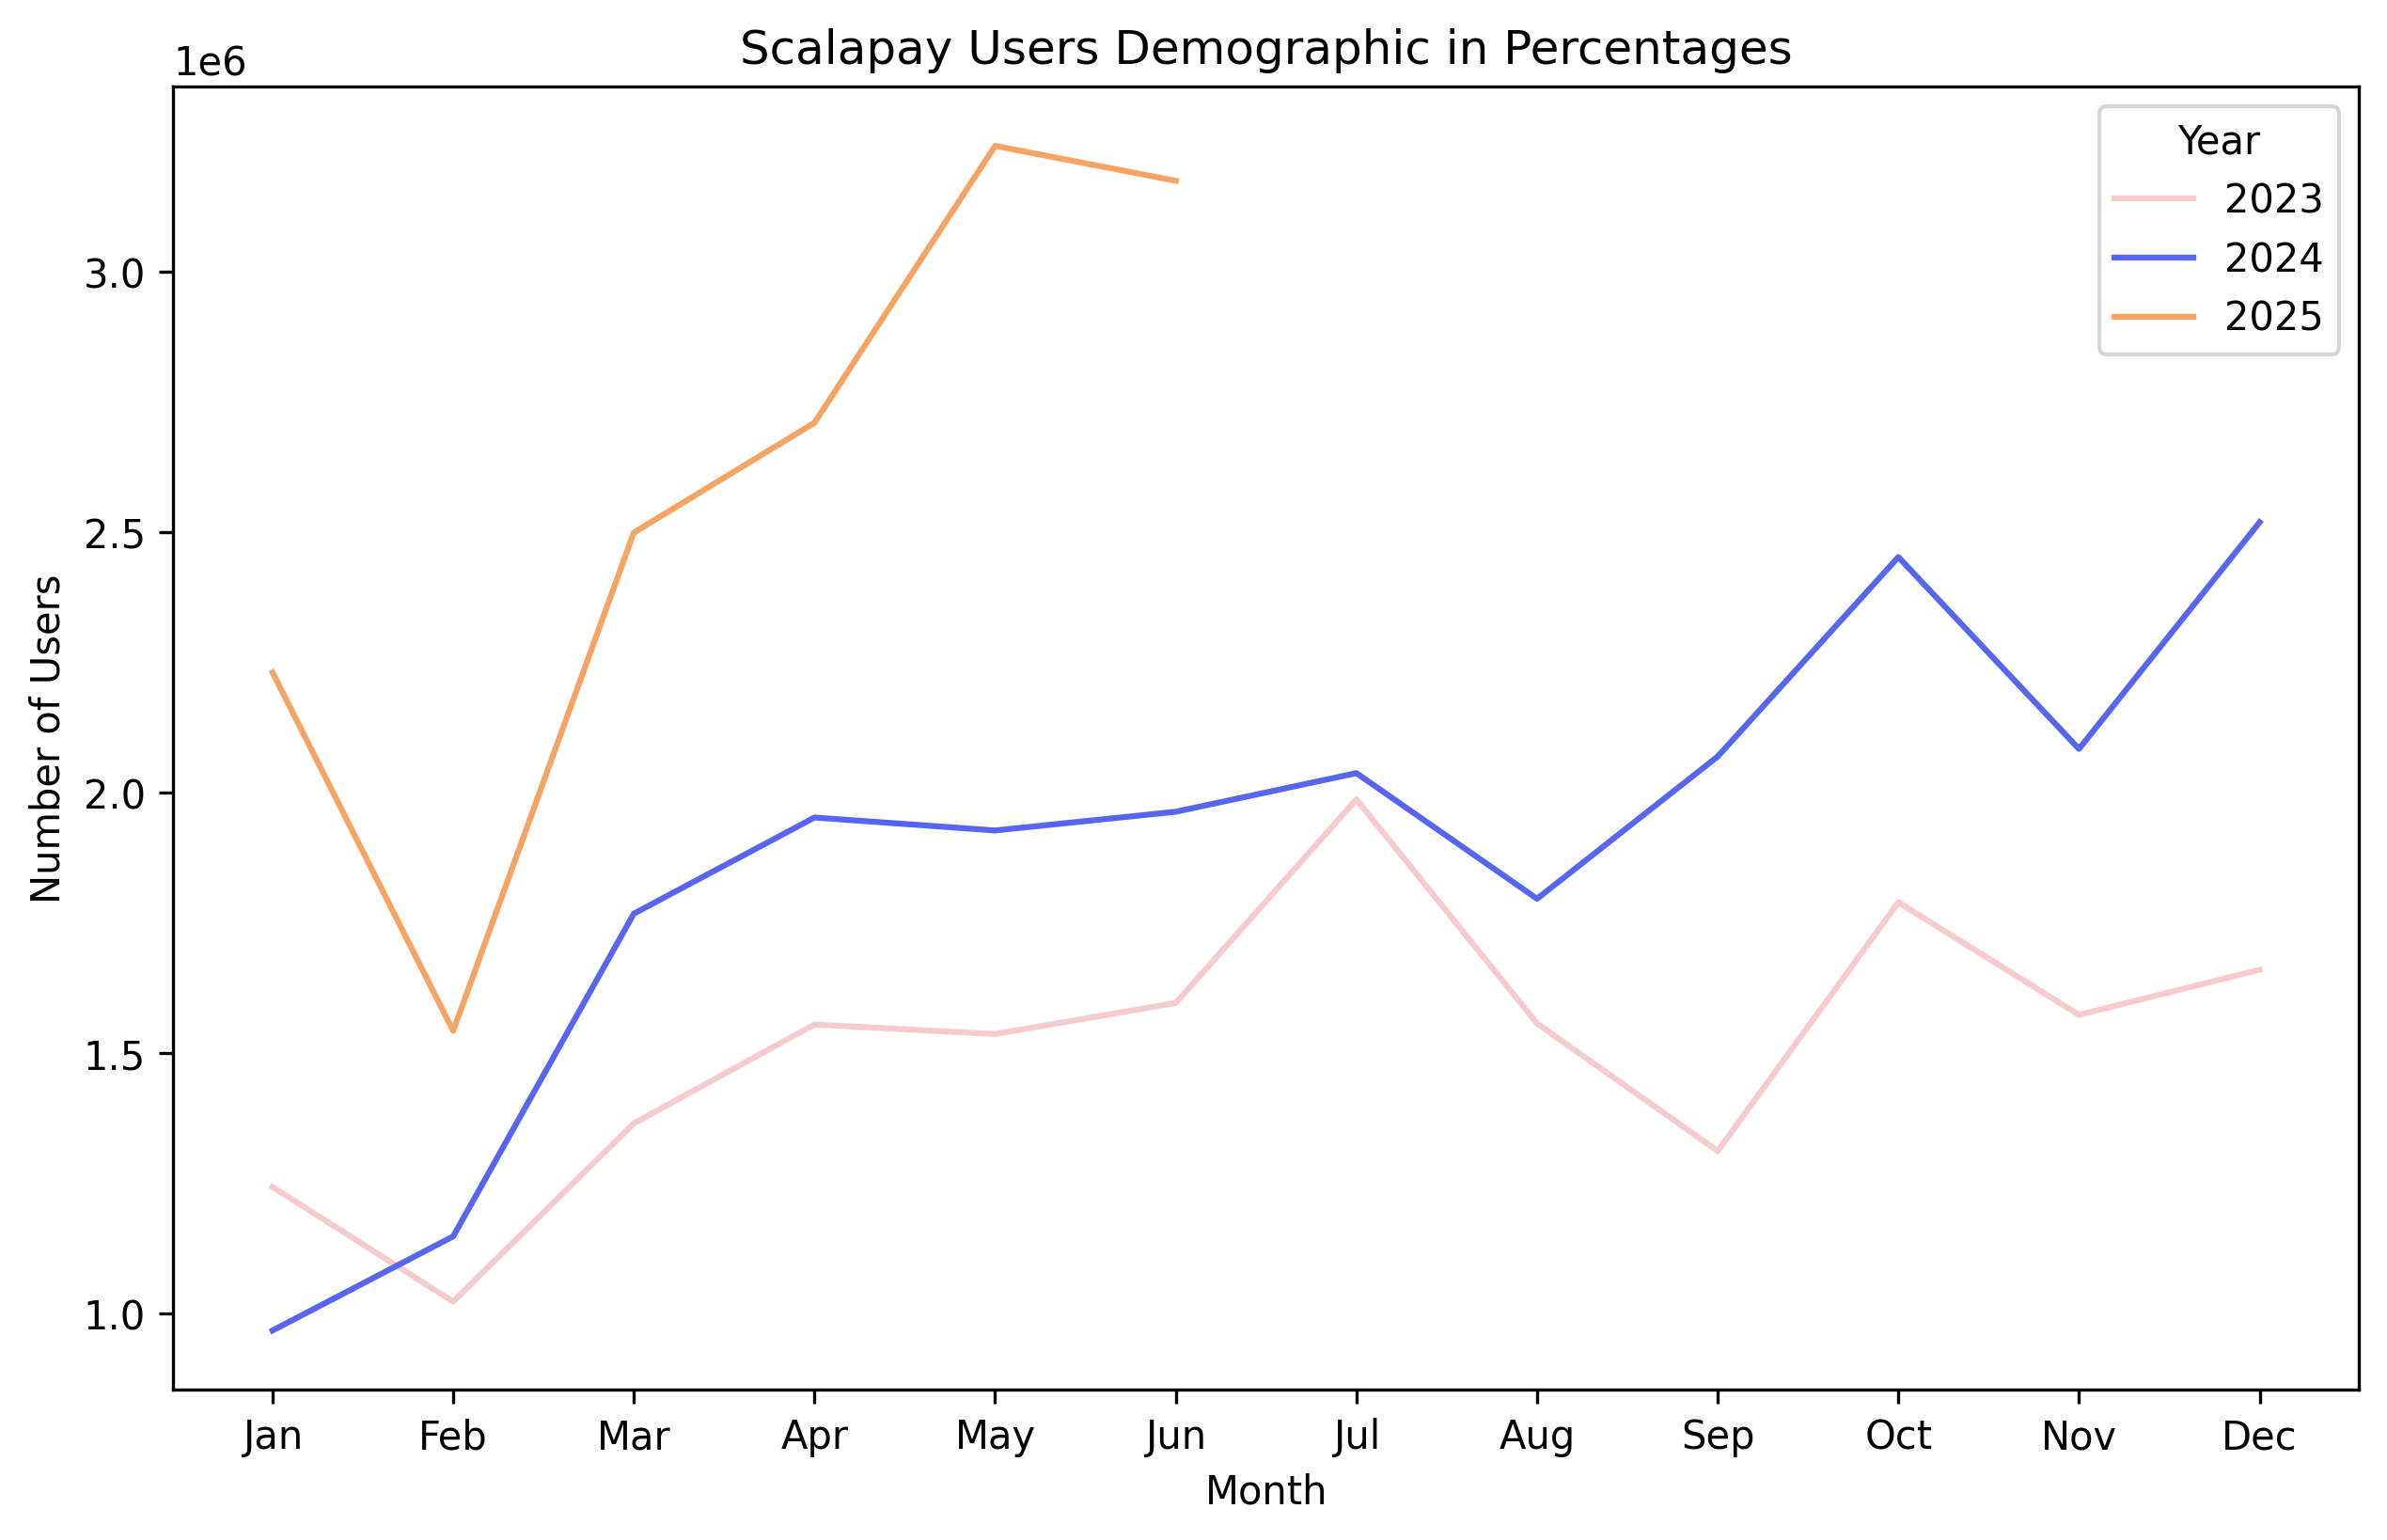 Scalapay Users Demographic in Percentages
1e6
Year
2023
2024
2025
3.0
2.5
2.0
1.5
1.0
Number of Users
Jan Feb Mar Apr May Jun Jul Aug Sep Oct Nov Dec
Month